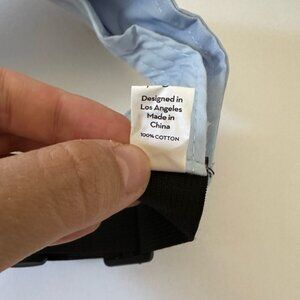 Designed in
Los Angeles
Made in
China
100% COTTON